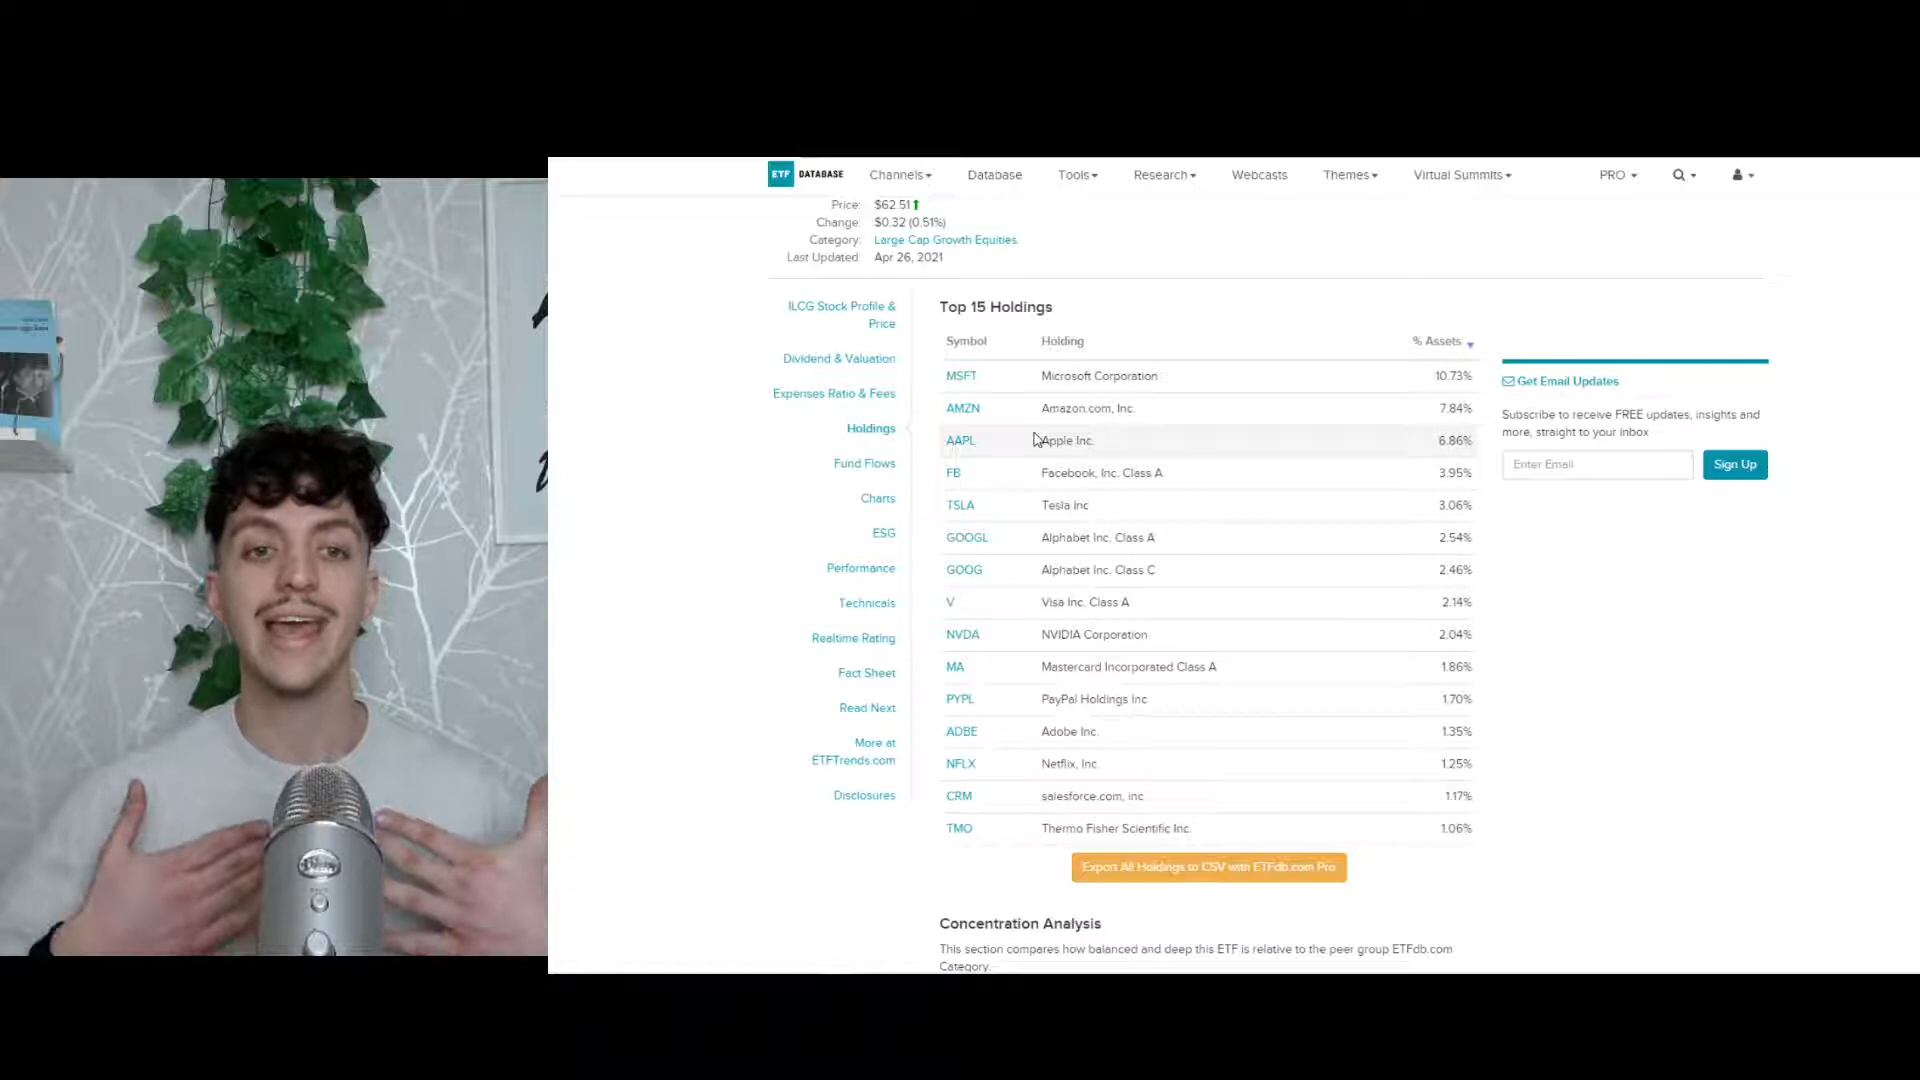 ETF DATABASE Channels Database Tools Research Webcasts Themes Virtual Summits PRO
Price: $62.51
Change: $0.32 (0.51%)
Category: Large Cap Growth Equities
Last Updated: Apr 26, 2021
ILCG Stock Profile &
Price
Dividend & Valuation
Expenses Ratio & Fees
Holdings
Fund Flows
Charts
ESG
Performance
Technicals
Realtime Rating
Fact Sheet
Read Next
More at
ETFTrends.com
Disclosures
Top 15 Holdings
Symbol Holding % Assets
MSFT Microsoft Corporation 10.73%
AMZN Amazon.com, Inc. 7.84%
AAPL Apple Inc. 6.86%
FB Facebook, Inc. Class A 3.95%
TSLA Tesla Inc 3.06%
GOOGL Alphabet Inc. Class A 2.54%
GOOG Alphabet Inc. Class C 2.46%
V Visa Inc. Class A 2.14%
NVDA NVIDIA Corporation 2.04%
MA Mastercard Incorporated Class A 1.86%
PYPL PayPal Holdings Inc 1.70%
ADBE Adobe Inc. 1.35%
NFLX Netflix, Inc. 1.25%
CRM salesforce.com, inc. 1.17%
TMO Thermo Fisher Scientific Inc. 1.06%
Export All Holdings to CSV with ETFdb.com Pro
Concentration Analysis
This section compares how balanced and deep this ETF is relative to the peer group ETFdb.com
Category.
Get Email Updates
Subscribe to receive FREE updates, insights and
more, straight to your inbox
Enter Email Sign Up